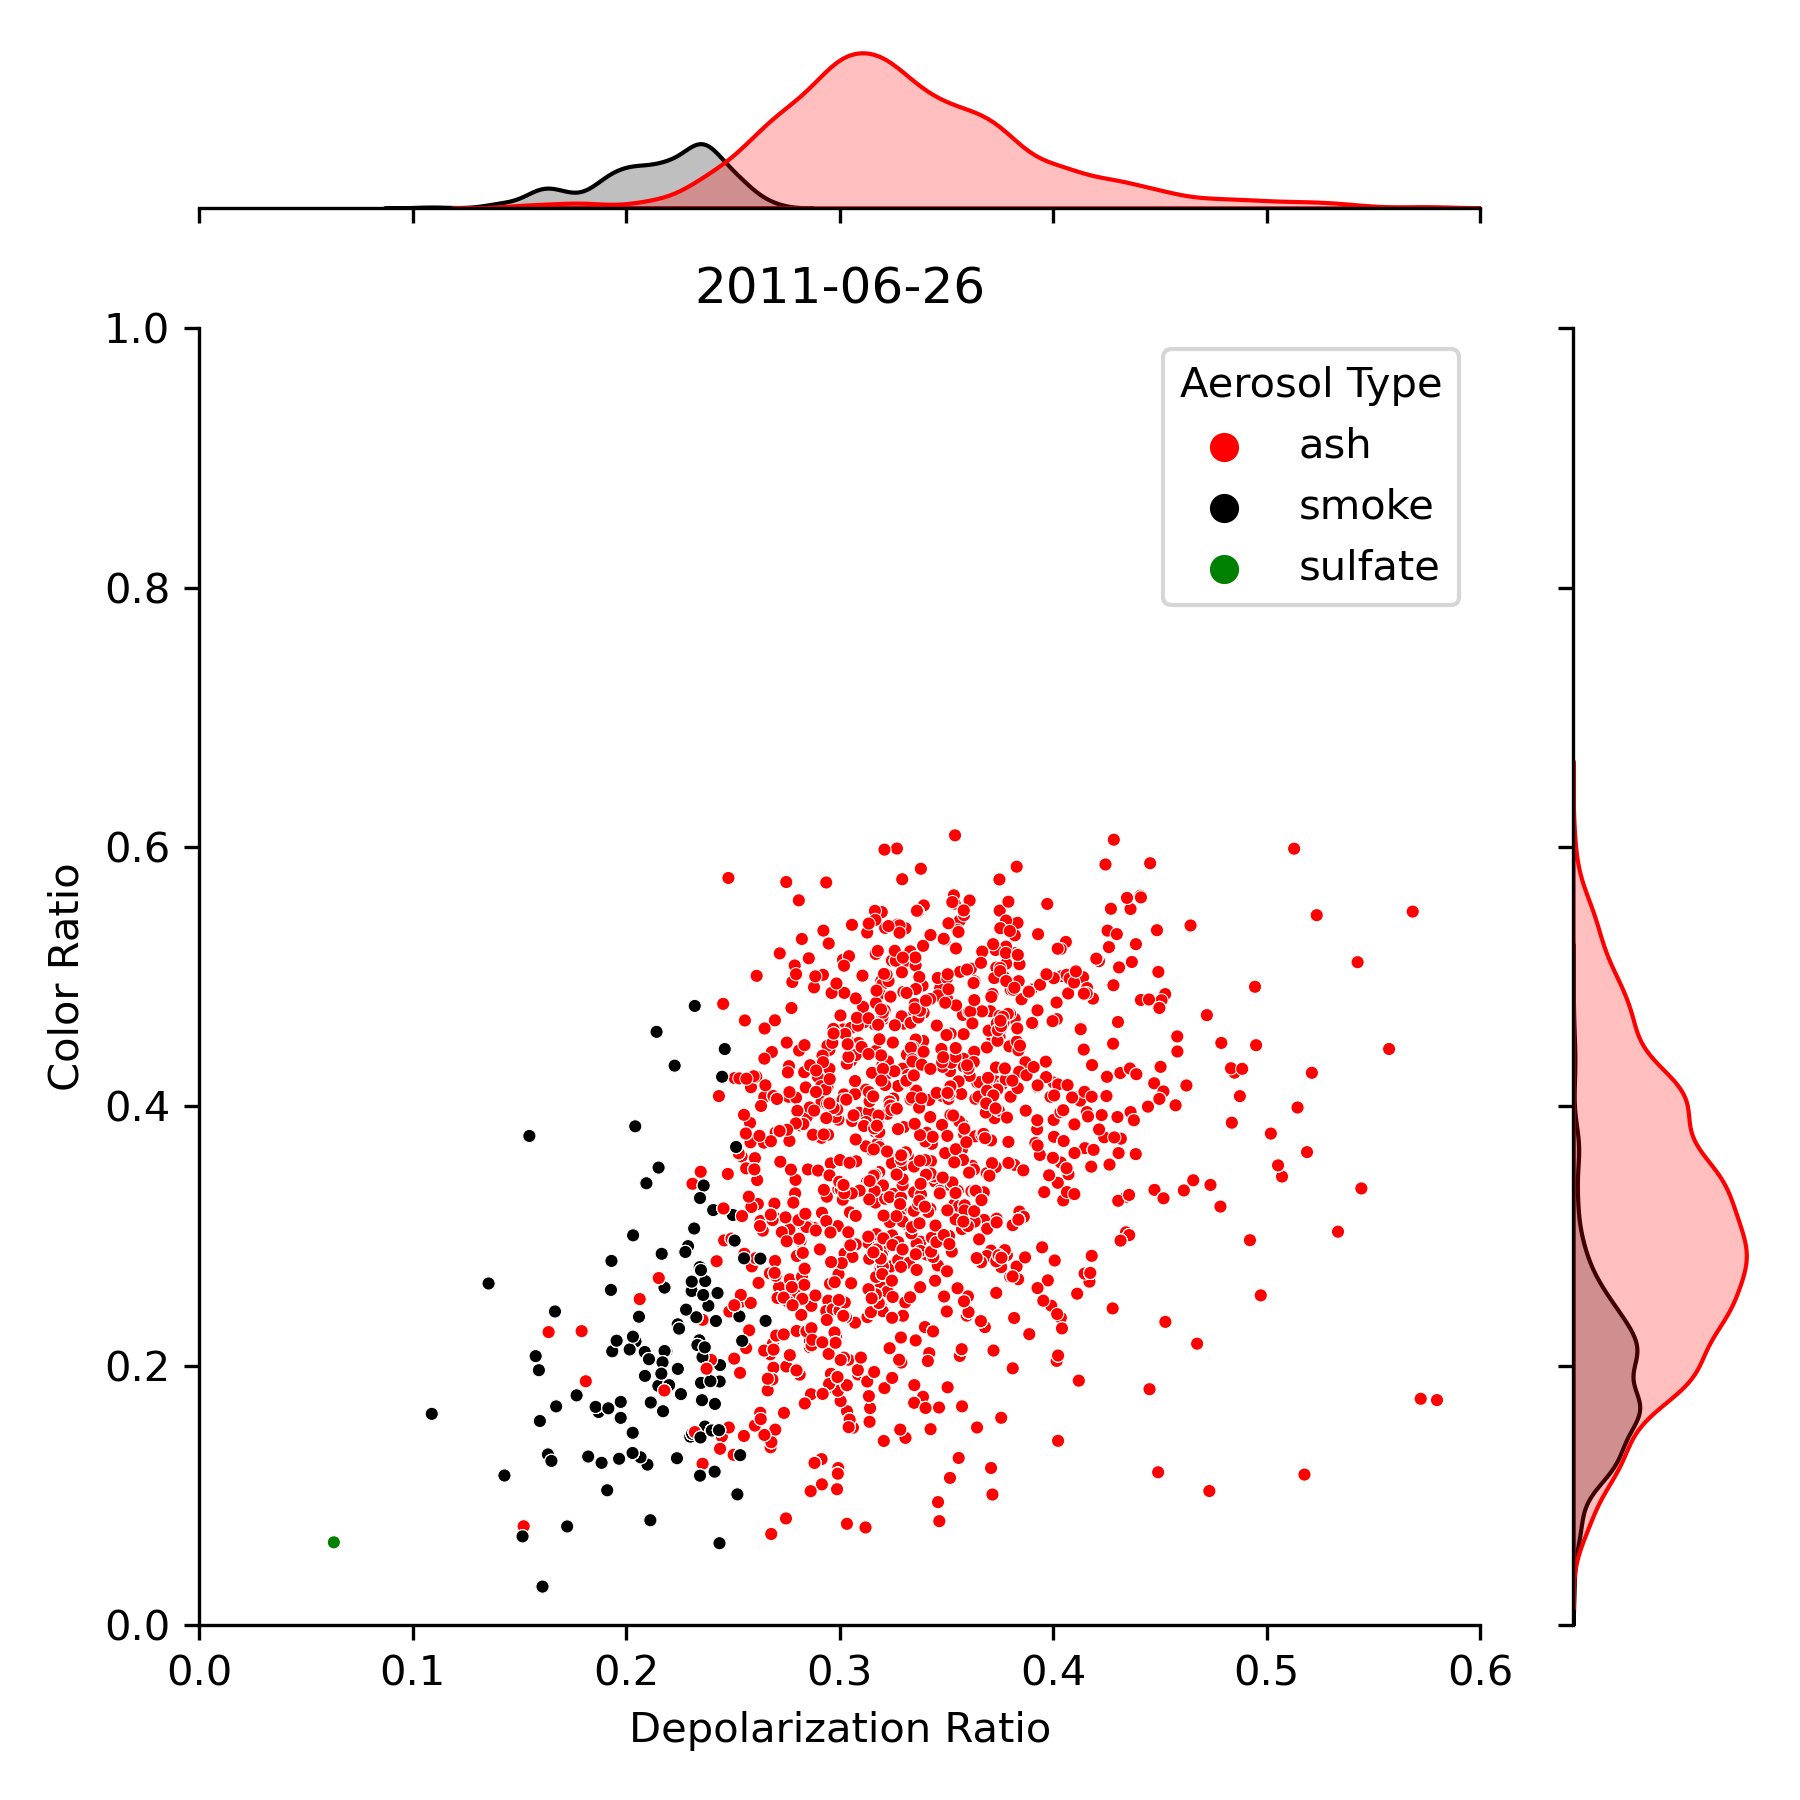 2011-06-26
Aerosol Type
ash
smoke
sulfate
1.0
0.8
0.6
0.4
0.2
0.0
Color Ratio
0.0 0.1 0.2 0.3 0.4 0.5 0.6
Depolarization Ratio